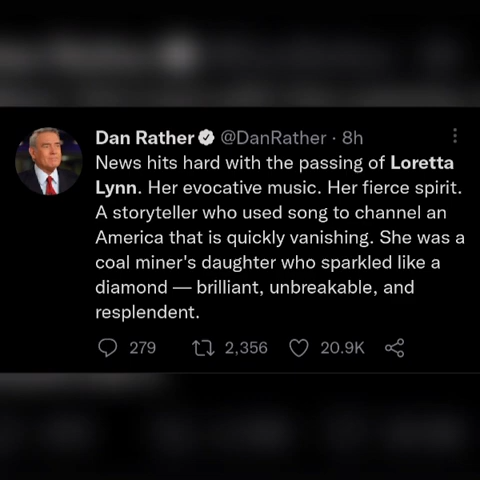 Dan Rather @DanRather · 8h
News hits hard with the passing of Loretta
Lynn. Her evocative music. Her fierce spirit.
A storyteller who used song to channel an
America that is quickly vanishing. She was a
coal miner's daughter who sparkled like a
diamond — brilliant, unbreakable, and
resplendent.
279 2,356 20.9K